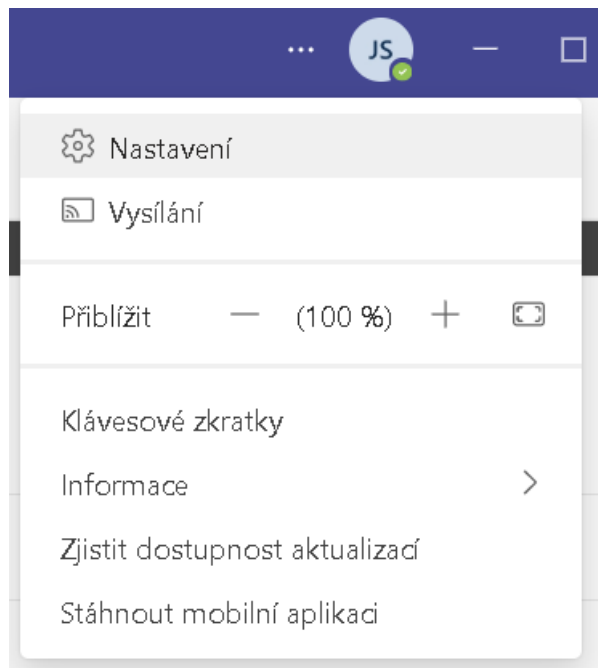 JS
Nastavení
Vysílání
Přiblížit — (100 %) +
Klávesové zkratky
Informace
Zjistit dostupnost aktualizací
Stáhnout mobilní aplikaci